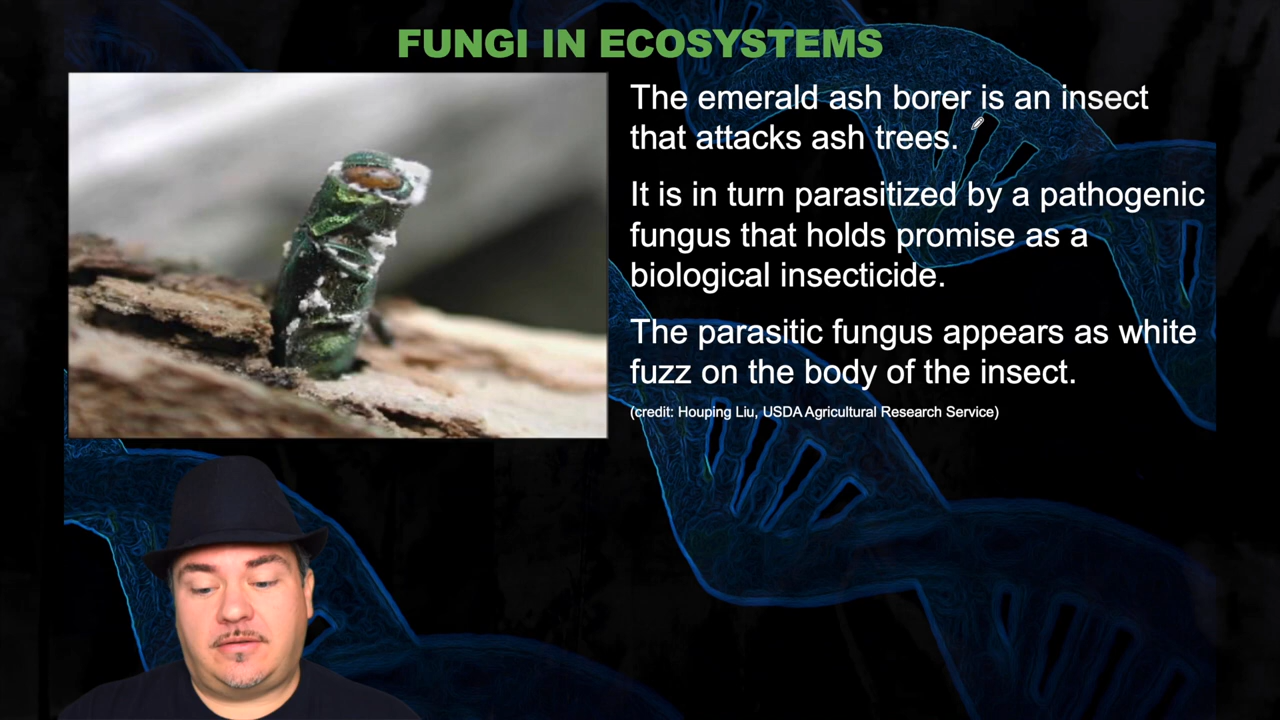 FUNGI IN ECOSYSTEMS
The emerald ash borer is an insect
that attacks ash trees.
It is in turn parasitized by a pathogenic
fungus that holds promise as a
biological insecticide.
The parasitic fungus appears as white
fuzz on the body of the insect.
(credit: Houping Liu, USDA Agricultural Research Service)